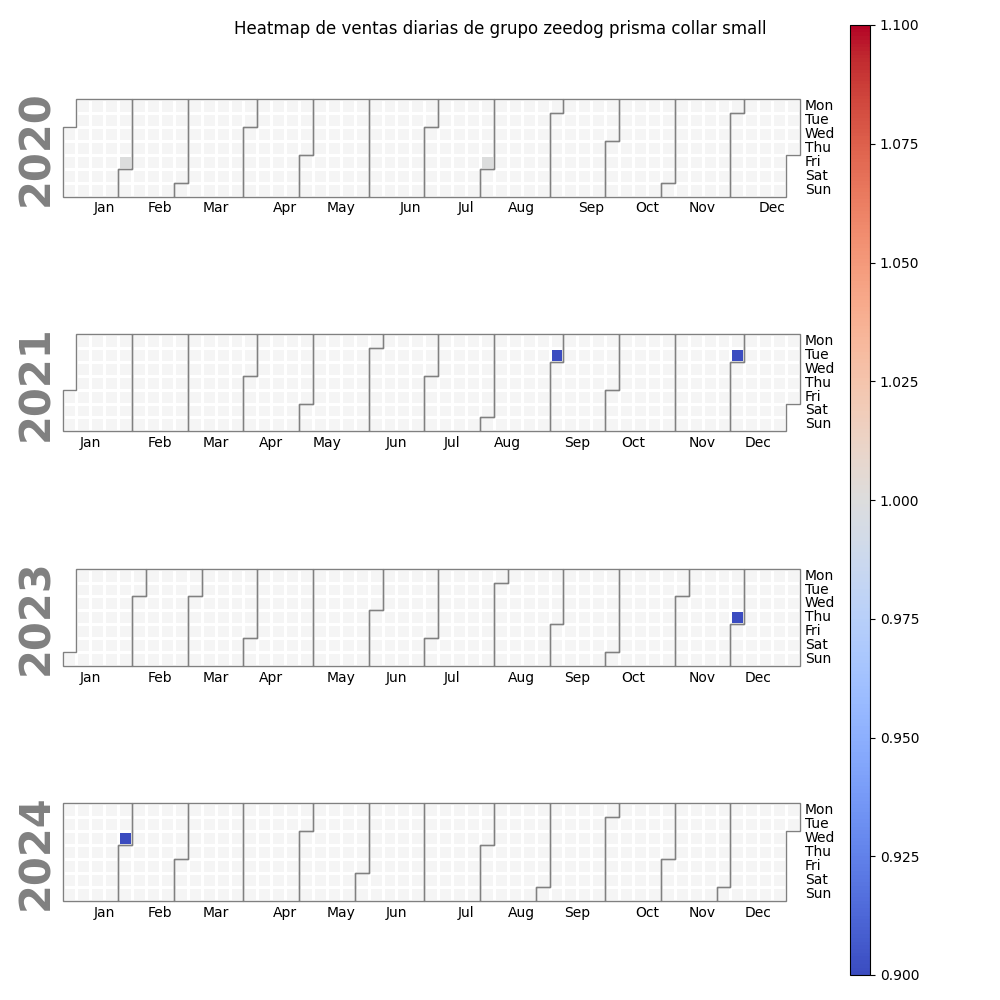 Heatmap de ventas diarias de grupo zeedog prisma collar small
2020
Mon
Tue
Wed
Thu
Fri
Sat
Sun
Jan Feb Mar Apr May Jun Jul Aug Sep Oct Nov Dec
2021
Mon
Tue
Wed
Thu
Fri
Sat
Sun
Jan Feb Mar Apr May Jun Jul Aug Sep Oct Nov Dec
2023
Mon
Tue
Wed
Thu
Fri
Sat
Sun
Jan Feb Mar Apr May Jun Jul Aug Sep Oct Nov Dec
2024
Mon
Tue
Wed
Thu
Fri
Sat
Sun
Jan Feb Mar Apr May Jun Jul Aug Sep Oct Nov Dec
1.100
1.075
1.050
1.025
1.000
0.975
0.950
0.925
0.900